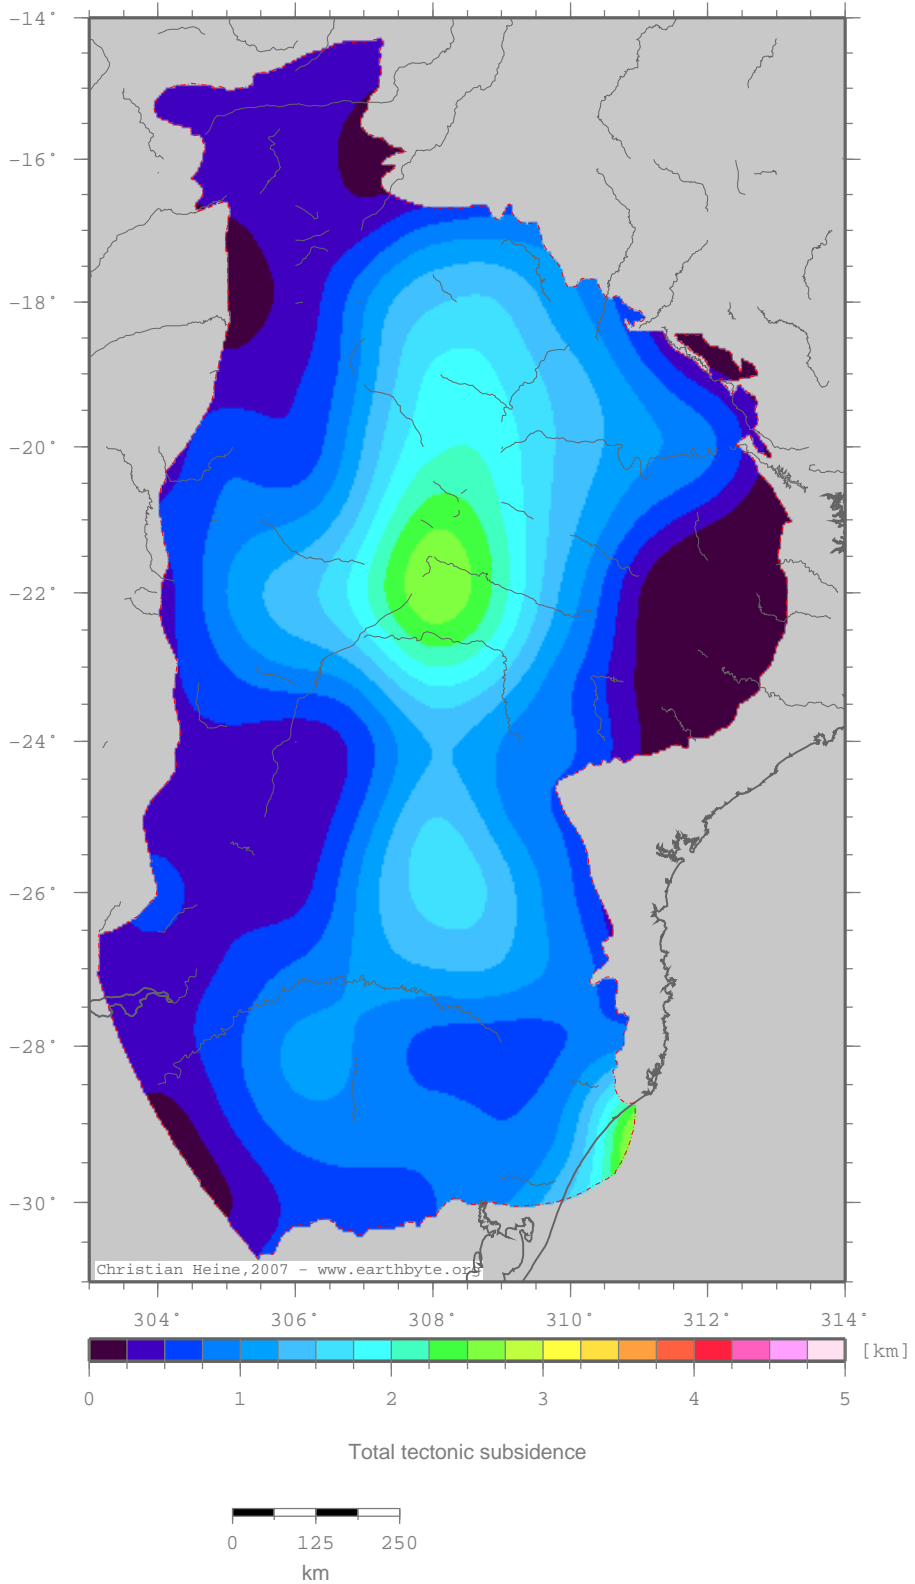 -14°
-16°
-18°
-20°
-22°
-24°
-26°
-28°
-30°
Christian Heine,2007 - www.earthbyte.org
304° 306° 308° 310° 312° 314°
[km]
0 1 2 3 4 5
Total tectonic subsidence
0 125 250
km